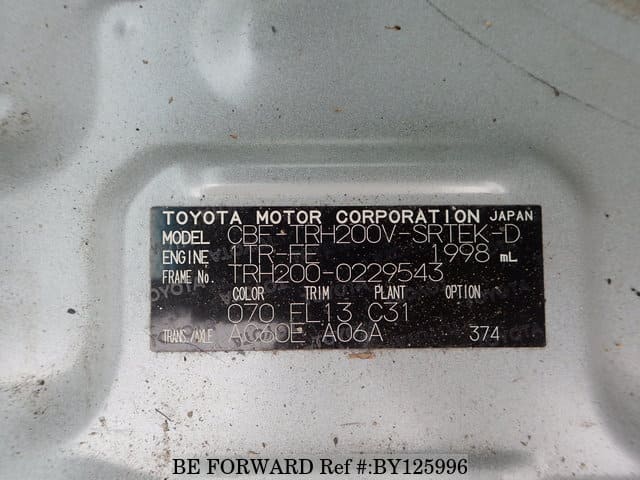 TOYOTA MOTOR CORPORATION JAPAN
MODEL CBF-TRH200V-SRTEK-D
ENGINE 1TR-FE 1998 mL
FRAME No. TRH200-0229543
COLOR TRIM PLANT OPTION
070 EL13 C31
TRANS./AXLE AC60E A06A 374
BE FORWARD Ref #:BY125996